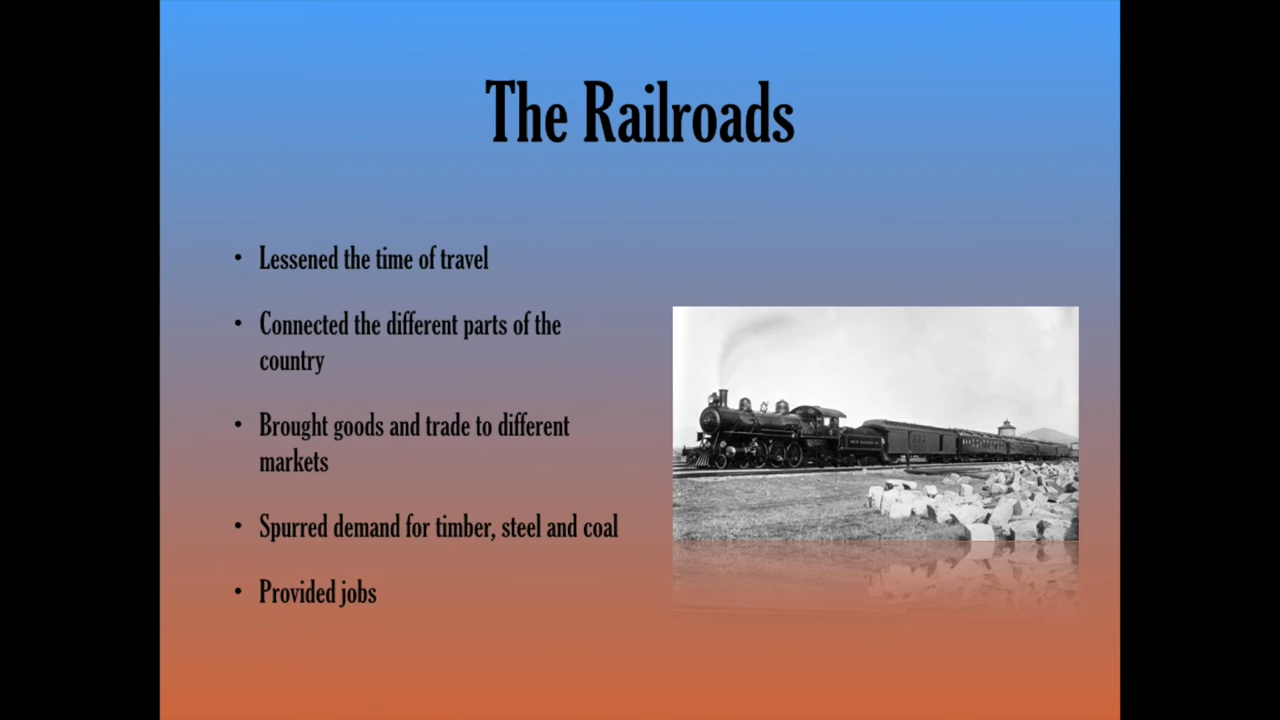 The Railroads
• Lessened the time of travel
• Connected the different parts of the
country
• Brought goods and trade to different
markets
• Spurred demand for timber, steel and coal
• Provided jobs